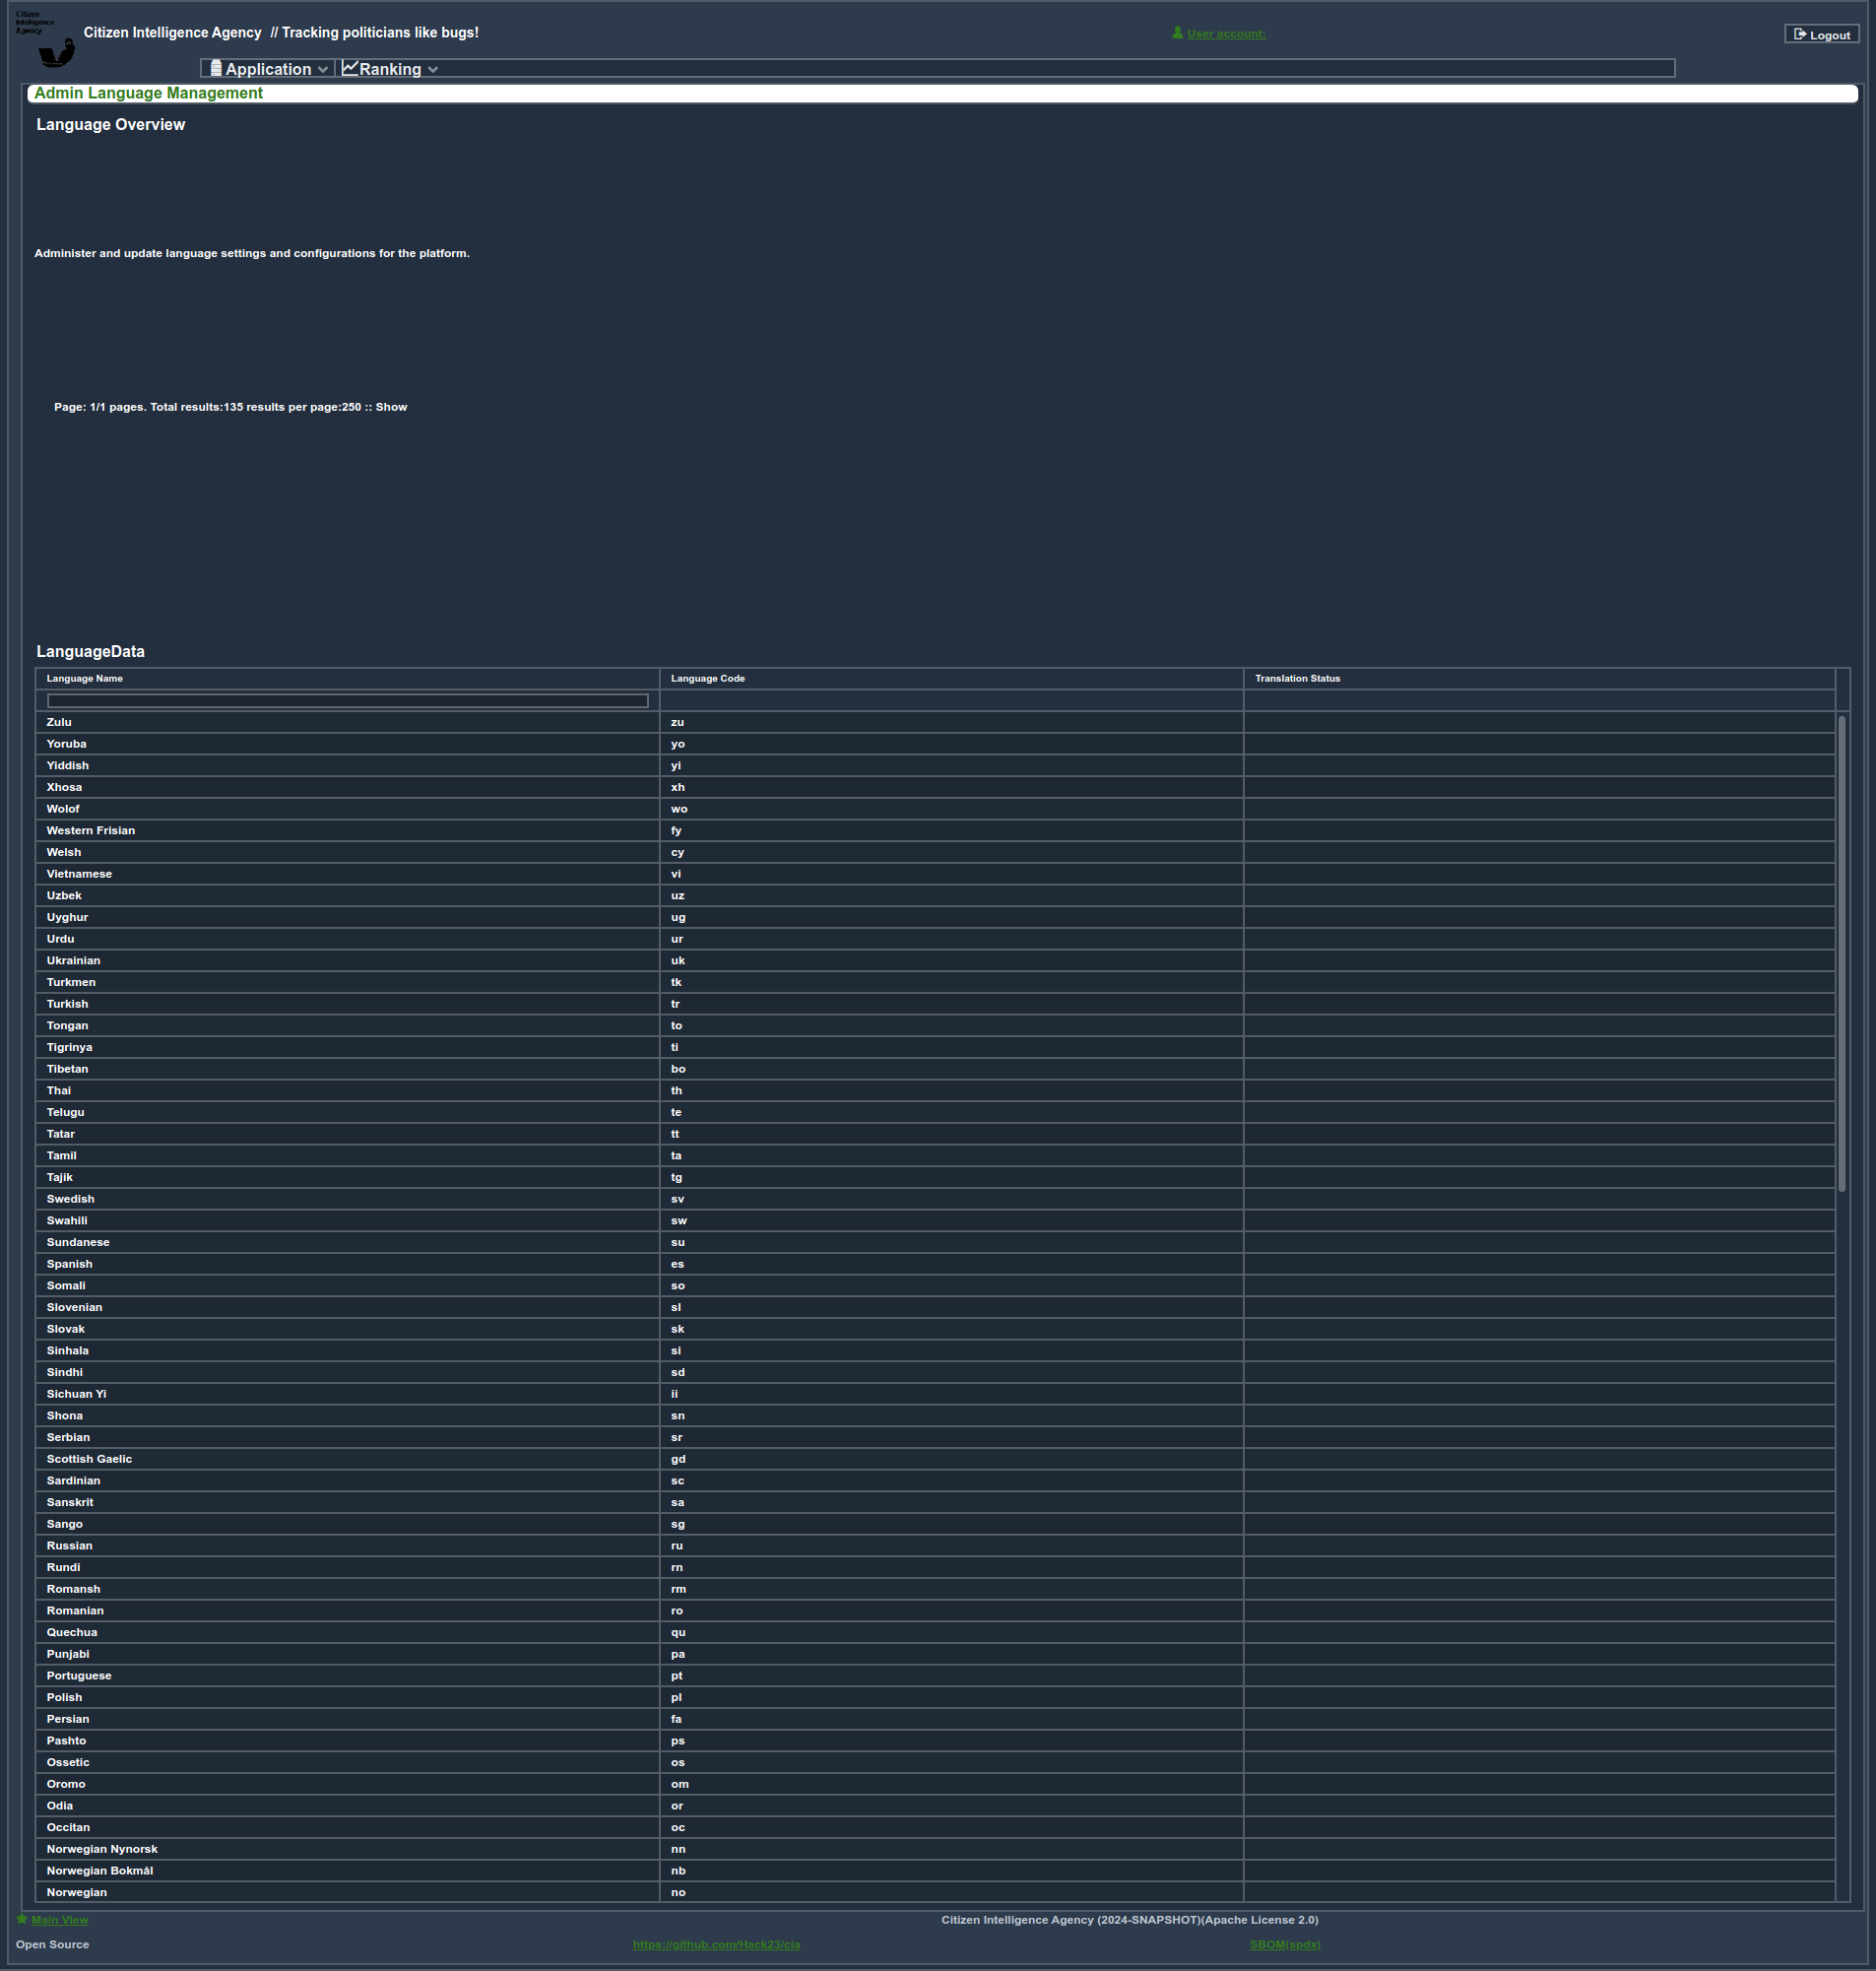 Citizen
Intelligence
Agency
Citizen Intelligence Agency // Tracking politicians like bugs!
User account:
Logout
Application Ranking
Admin Language Management
Language Overview
Administer and update language settings and configurations for the platform.
Page: 1/1 pages. Total results:135 results per page:250 :: Show
LanguageData
Language Name Language Code Translation Status
Zulu zu
Yoruba yo
Yiddish yi
Xhosa xh
Wolof wo
Western Frisian fy
Welsh cy
Vietnamese vi
Uzbek uz
Uyghur ug
Urdu ur
Ukrainian uk
Turkmen tk
Turkish tr
Tongan to
Tigrinya ti
Tibetan bo
Thai th
Telugu te
Tatar tt
Tamil ta
Tajik tg
Swedish sv
Swahili sw
Sundanese su
Spanish es
Somali so
Slovenian sl
Slovak sk
Sinhala si
Sindhi sd
Sichuan Yi ii
Shona sn
Serbian sr
Scottish Gaelic gd
Sardinian sc
Sanskrit sa
Sango sg
Russian ru
Rundi rn
Romansh rm
Romanian ro
Quechua qu
Punjabi pa
Portuguese pt
Polish pl
Persian fa
Pashto ps
Ossetic os
Oromo om
Odia or
Occitan oc
Norwegian Nynorsk nn
Norwegian Bokmål nb
Norwegian no
Main View Citizen Intelligence Agency (2024-SNAPSHOT)(Apache License 2.0)
Open Source https://github.com/Hack23/cia SBOM(spdx)